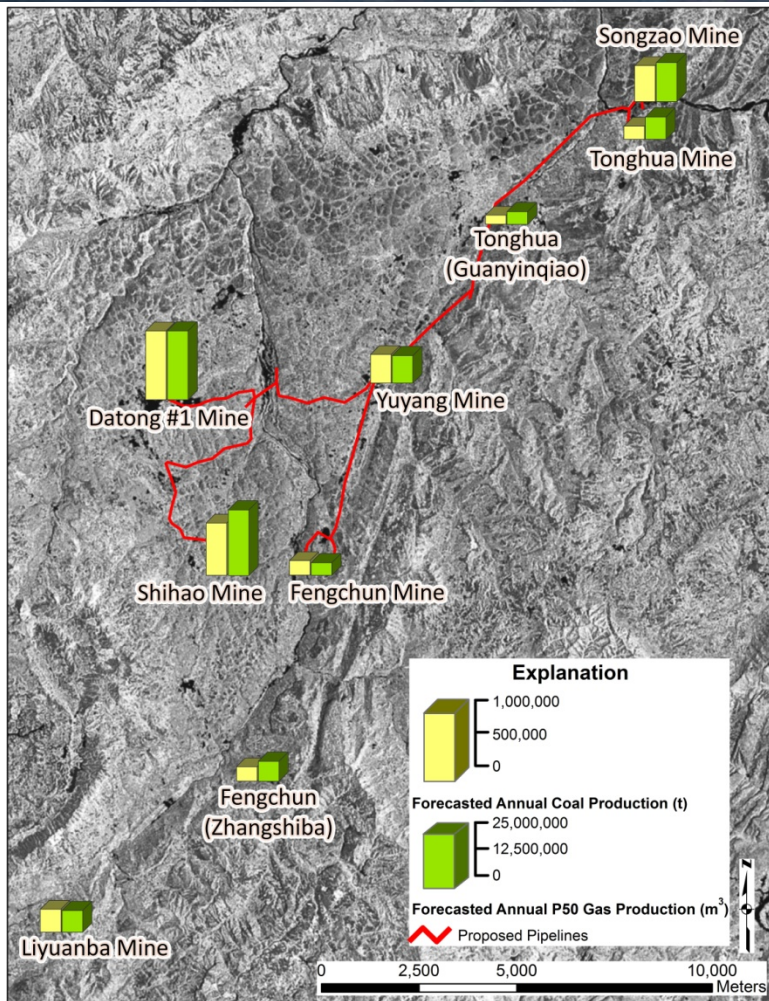 Songzao Mine
Tonghua Mine
Tonghua
(Guanyinqiao)
Yuyang Mine
Datong #1 Mine
Shihao Mine
Fengchun Mine
Fengchun
(Zhangshiba)
Liyuanba Mine
Explanation
1,000,000
500,000
0
Forecasted Annual Coal Production (t)
25,000,000
12,500,000
0
Forecasted Annual P50 Gas Production (m³)
Proposed Pipelines
N
0 2,500 5,000 10,000
Meters